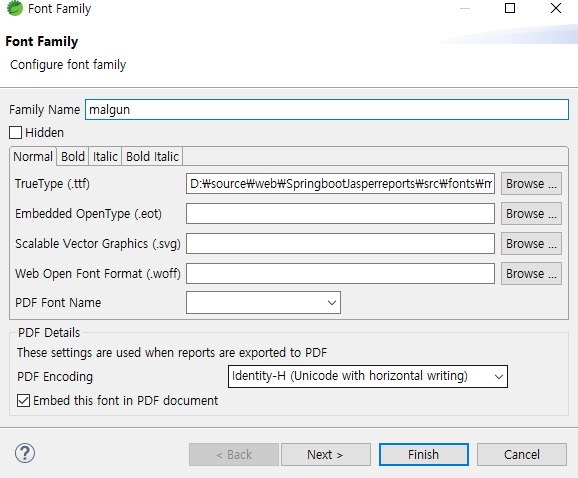 Font Family
Font Family
Configure font family
Family Name malgun
Hidden
Normal Bold Italic Bold Italic
TrueType (.ttf) D:₩source₩web₩SpringbootJasperreports₩src₩fonts₩m Browse ...
Embedded OpenType (.eot) Browse ...
Scalable Vector Graphics (.svg) Browse ...
Web Open Font Format (.woff) Browse ...
PDF Font Name
PDF Details
These settings are used when reports are exported to PDF
PDF Encoding Identity-H (Unicode with horizontal writing)
Embed this font in PDF document
? < Back Next > Finish Cancel